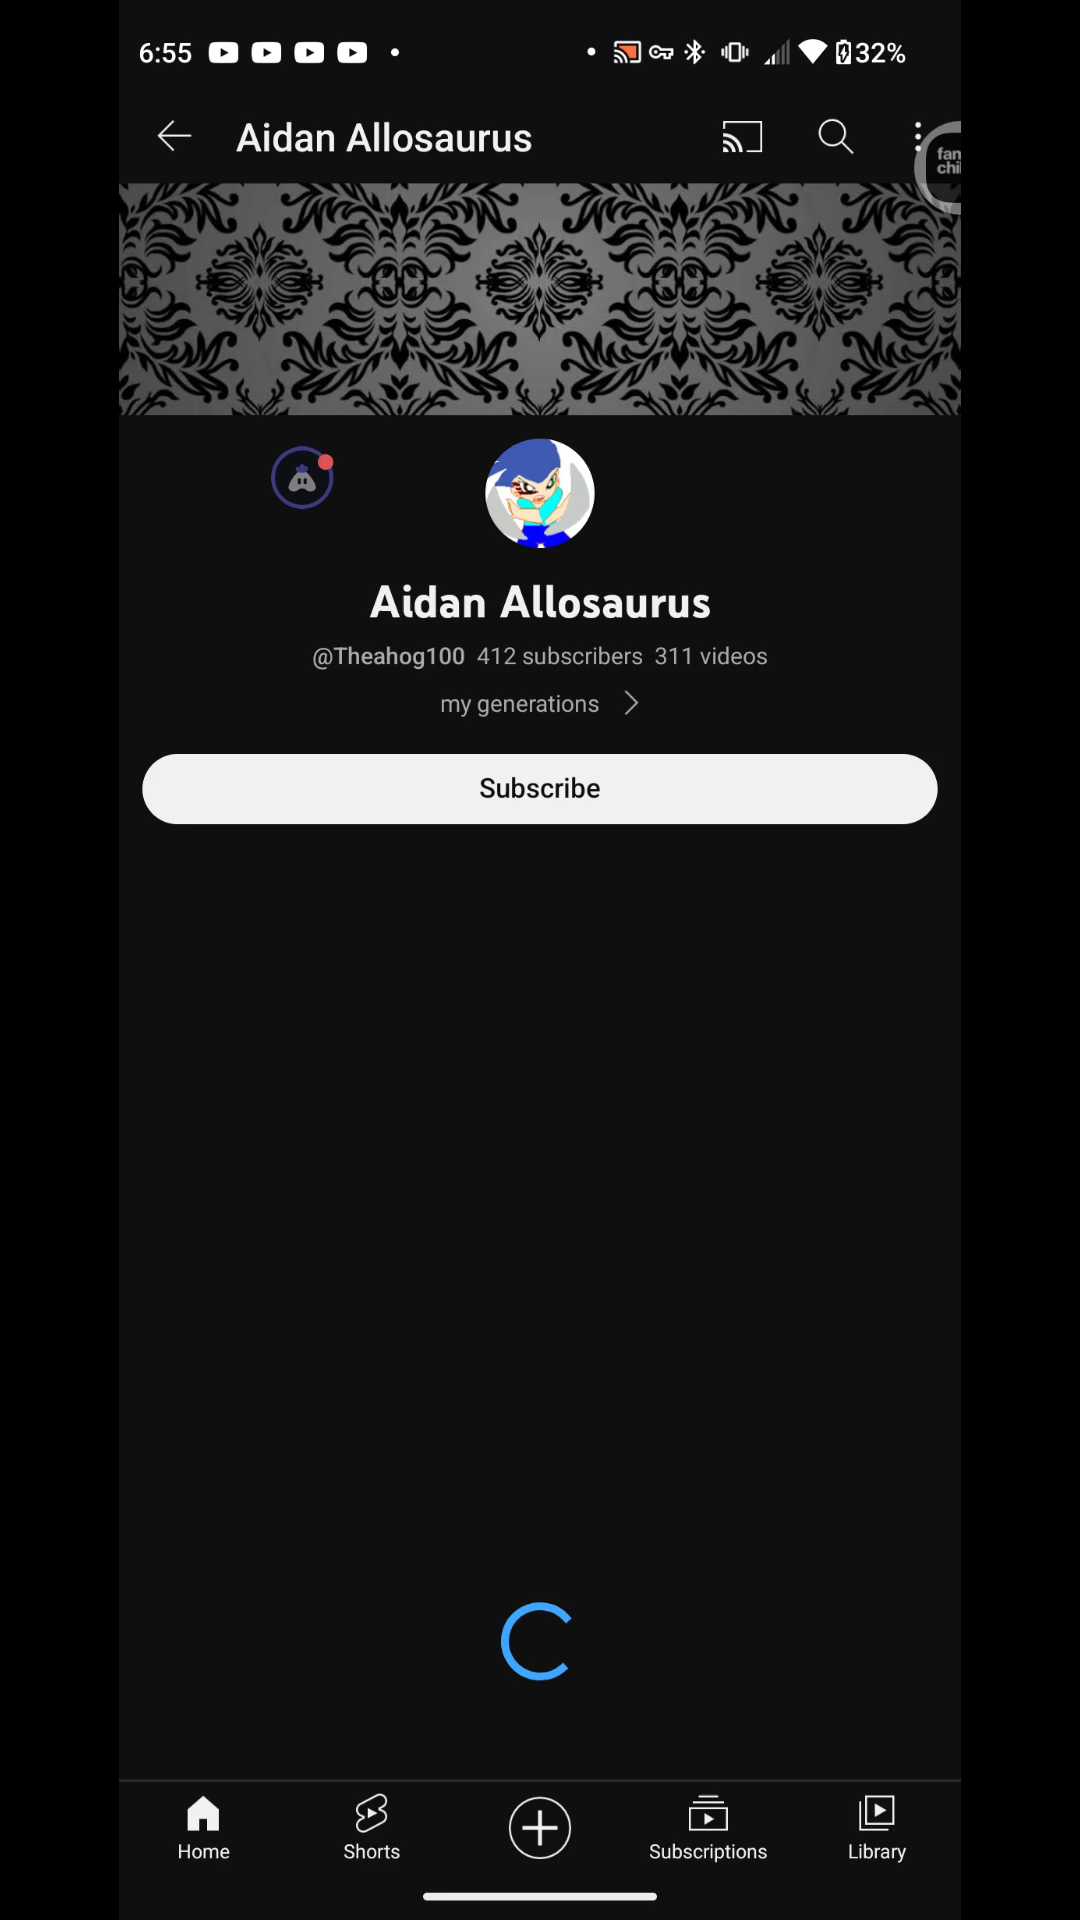 6:55 32%
Aidan Allosaurus
Aidan Allosaurus
@Theahog100 412 subscribers 311 videos
my generations
Subscribe
Home Shorts Subscriptions Library